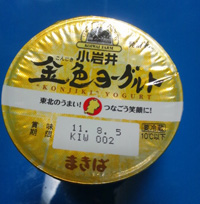 KOIWAI FARM
小岩井
こんじき
金色ヨーグルト
"KONJIKI" YOGURT
東北のうまい! つなごう笑顔に!
賞味期限
11.8.5
KIW 002
要冷蔵
10℃以下
まきば